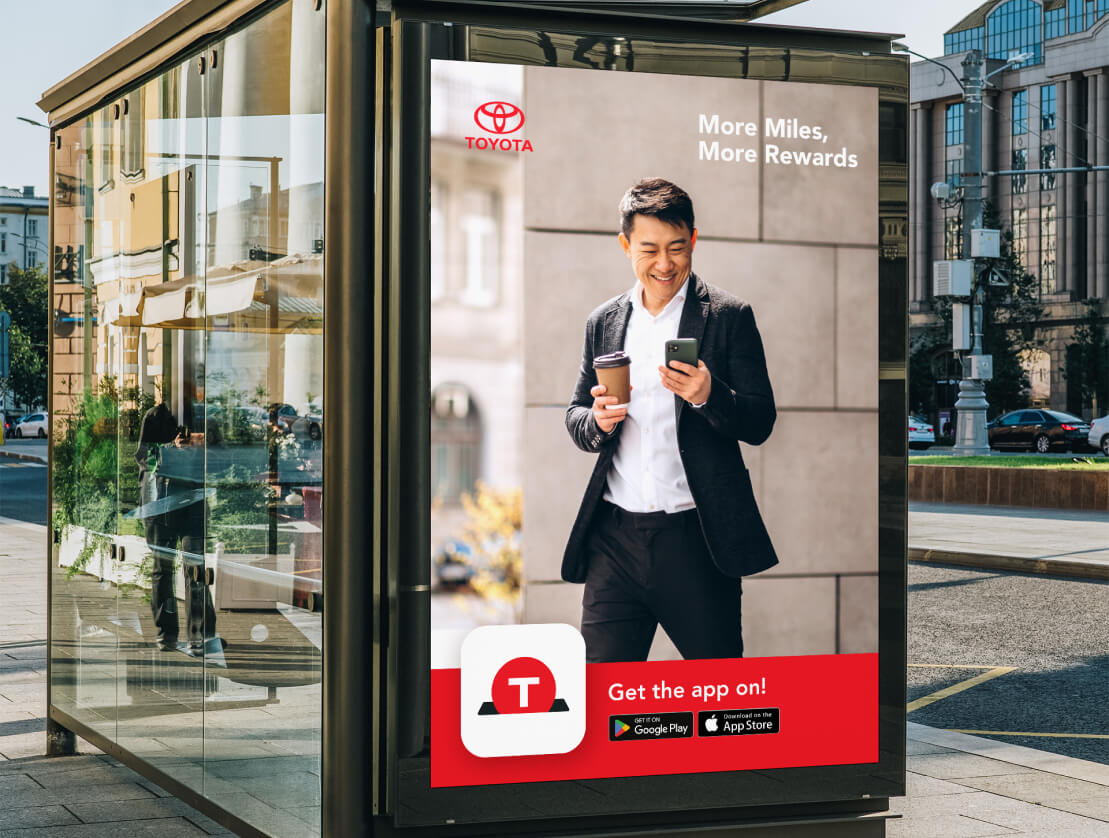 TOYOTA
More Miles,
More Rewards
T
Get the app on!
GET IT ON
Google Play
Download on the
App Store